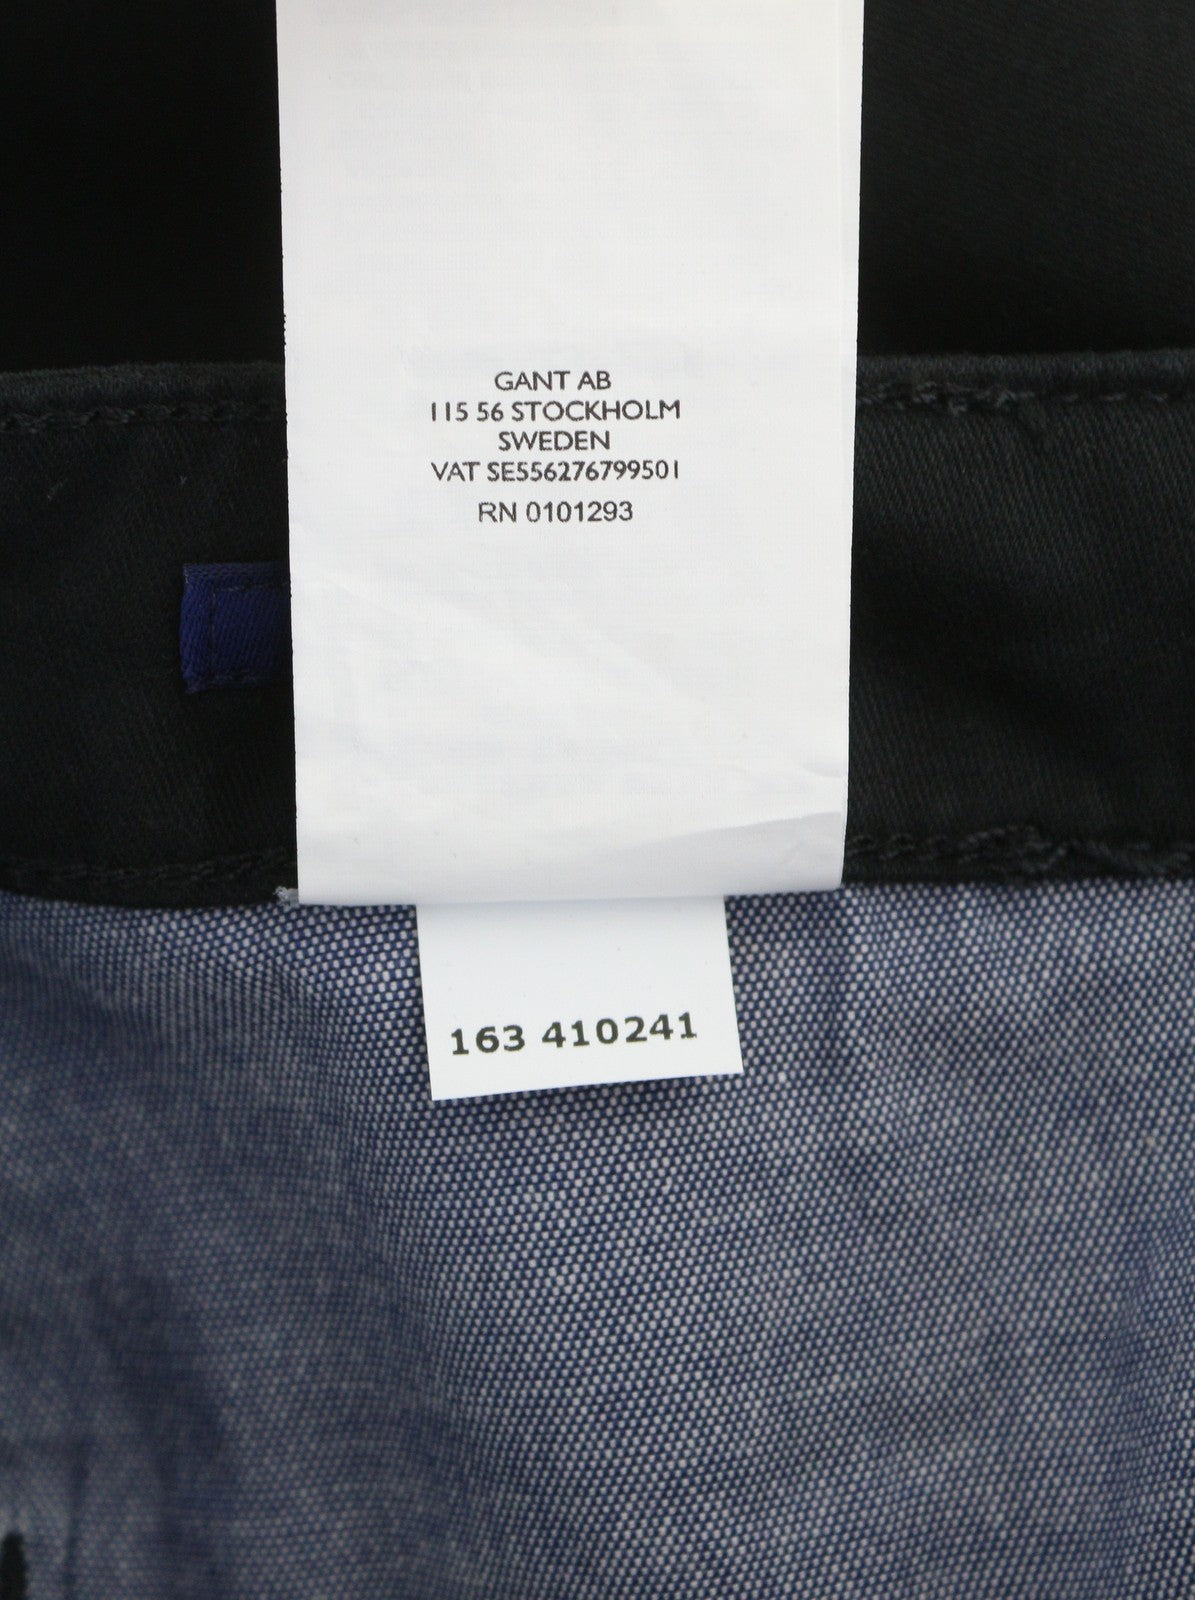 GANT AB
115 56 STOCKHOLM
SWEDEN
VAT SE556276799501
RN 0101293
163 410241